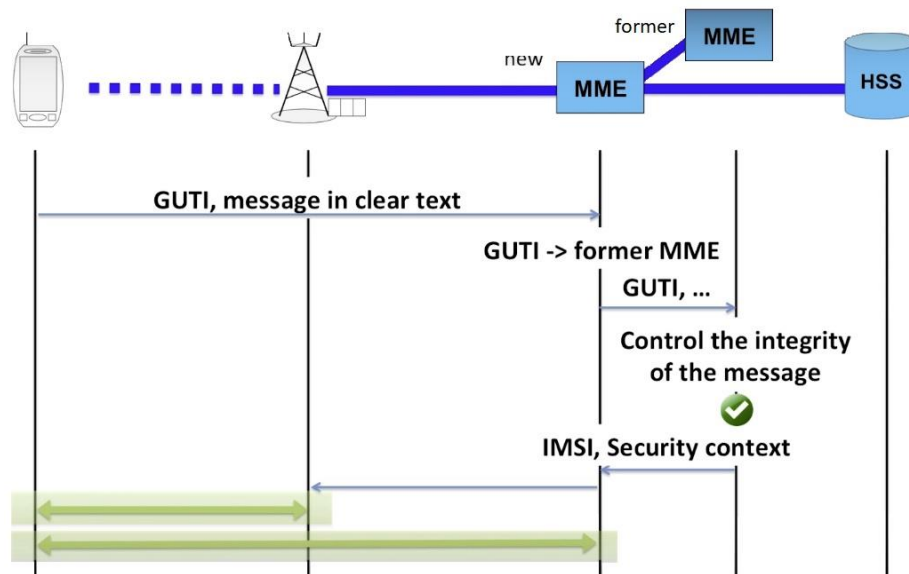 former
MME
new
MME
HSS
GUTI, message in clear text
GUTI -> former MME
GUTI, ...
Control the integrity
of the message
IMSI, Security context